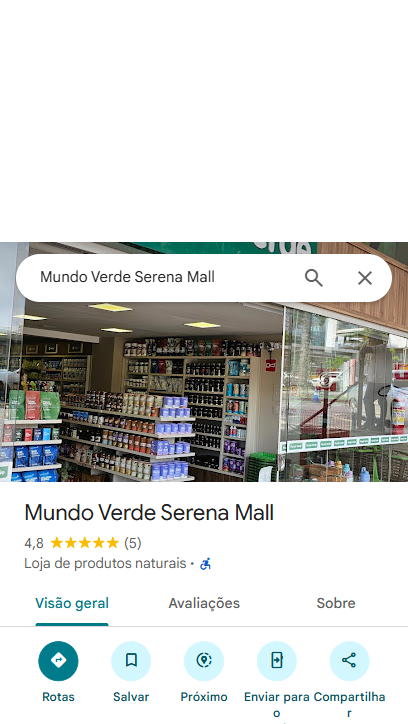 Mundo Verde Serena Mall
Mundo Verde Serena Mall
4,8 (5)
Loja de produtos naturais ·
Visão geral
Avaliações
Sobre
Rotas
Salvar
Próximo
Enviar para
o
Compartilha
r